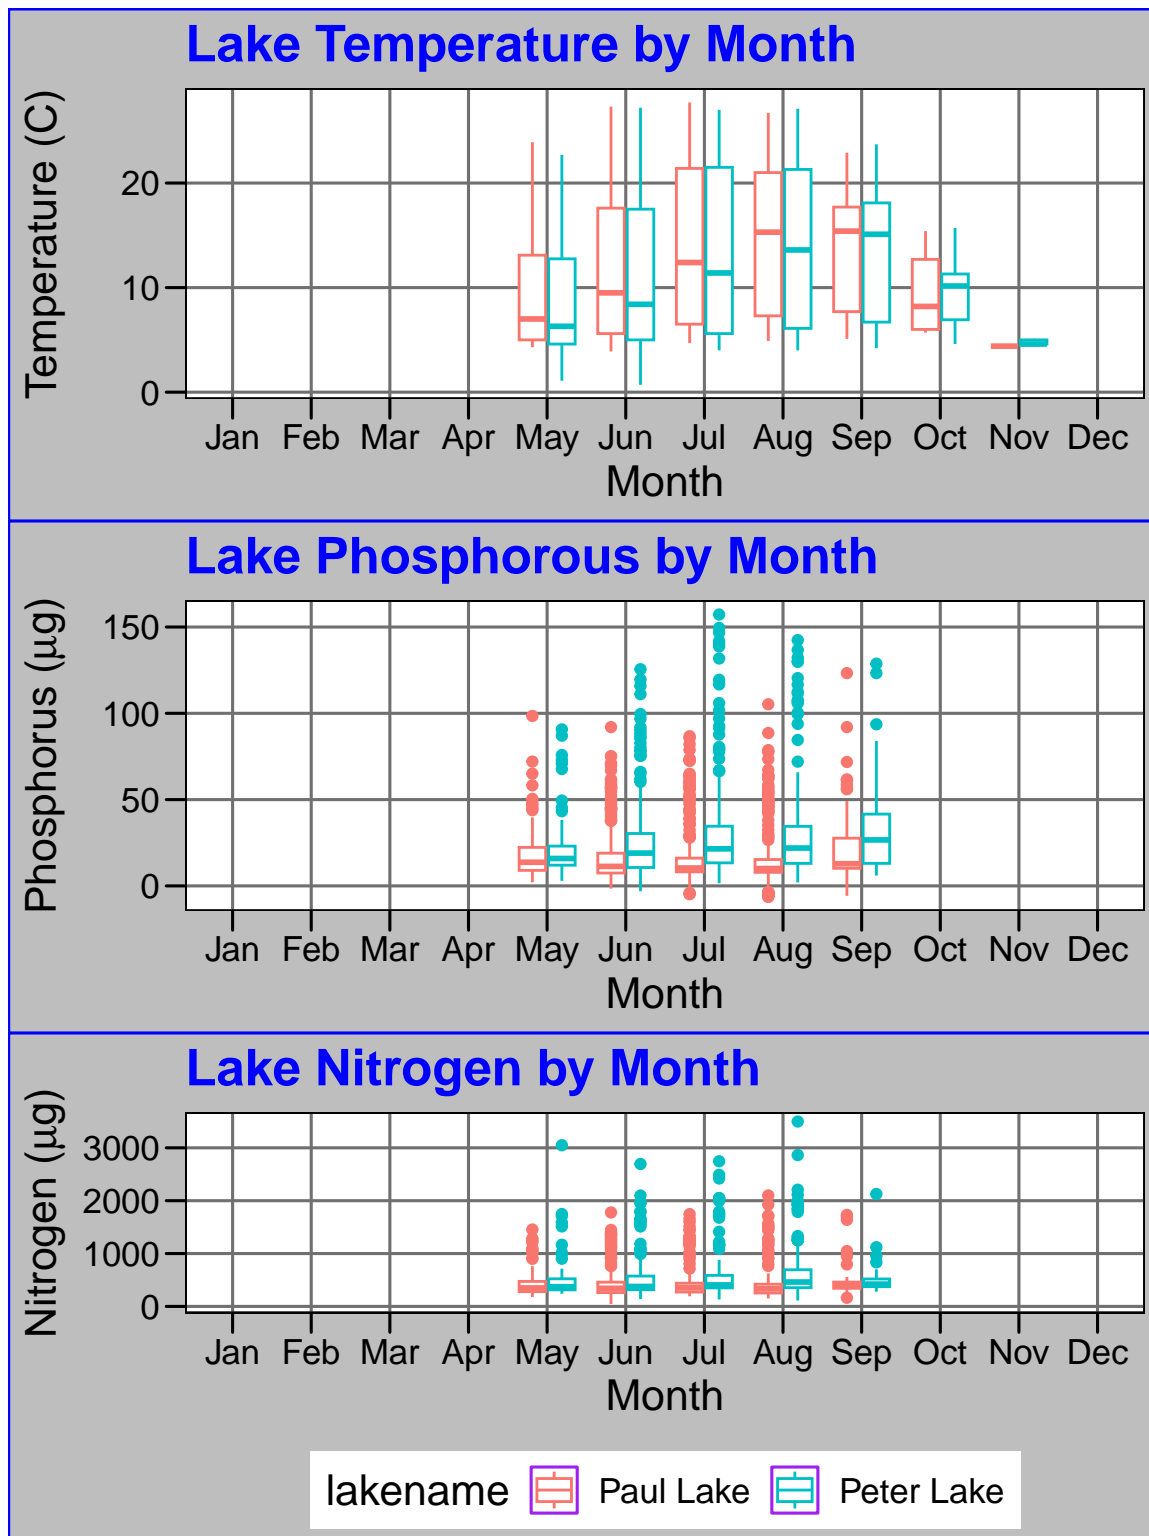 Lake Temperature by Month
Temperature (C)
20
10
0
Jan Feb Mar Apr May Jun Jul Aug Sep Oct Nov Dec
Month
Lake Phosphorous by Month
Phosphorus (μg)
150
100
50
0
Jan Feb Mar Apr May Jun Jul Aug Sep Oct Nov Dec
Month
Lake Nitrogen by Month
Nitrogen (μg)
3000
2000
1000
0
Jan Feb Mar Apr May Jun Jul Aug Sep Oct Nov Dec
Month
lakename Paul Lake Peter Lake